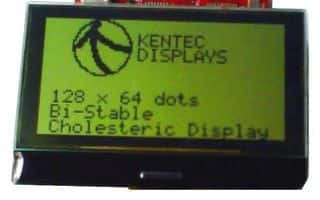 KENTEC
DISPLAYS
128 x 64 dots
Bi-Stable
Cholesteric Display